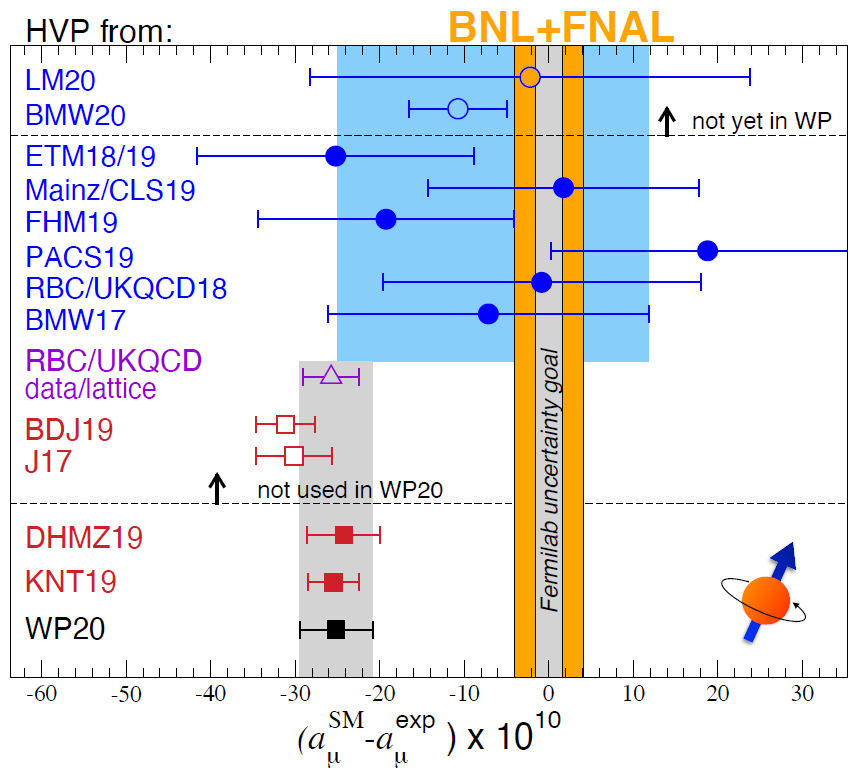 HVP from:
BNL+FNAL
LM20
BMW20
not yet in WP
ETM18/19
Mainz/CLS19
FHM19
PACS19
RBC/UKQCD18
BMW17
RBC/UKQCD
data/lattice
BDJ19
J17
not used in WP20
Fermilab uncertainty goal
DHMZ19
KNT19
WP20
-60 -50 -40 -30 -20 -10 0 10 20 30
(aμ^SM-aμ^exp) x 10^10